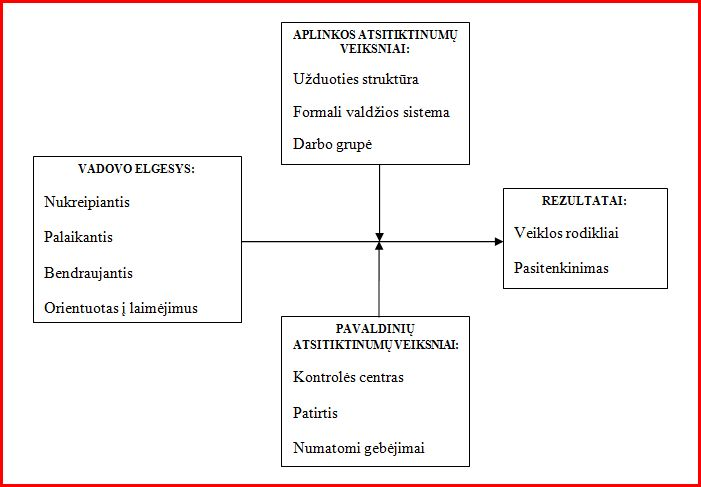 APLINKOS ATSITIKTINUMŲ
VEIKSNIAI:
Užduoties struktūra
Formali valdžios sistema
Darbo grupė
VADOVO ELGESYS:
Nukreipiantis
Palaikantis
Bendraujantis
Orientuotas į laimėjimus
REZULTATAI:
Veiklos rodikliai
Pasitenkinimas
PAVALDINIŲ
ATSITIKTINUMŲ VEIKSNIAI:
Kontrolės centras
Patirtis
Numatomi gebėjimai